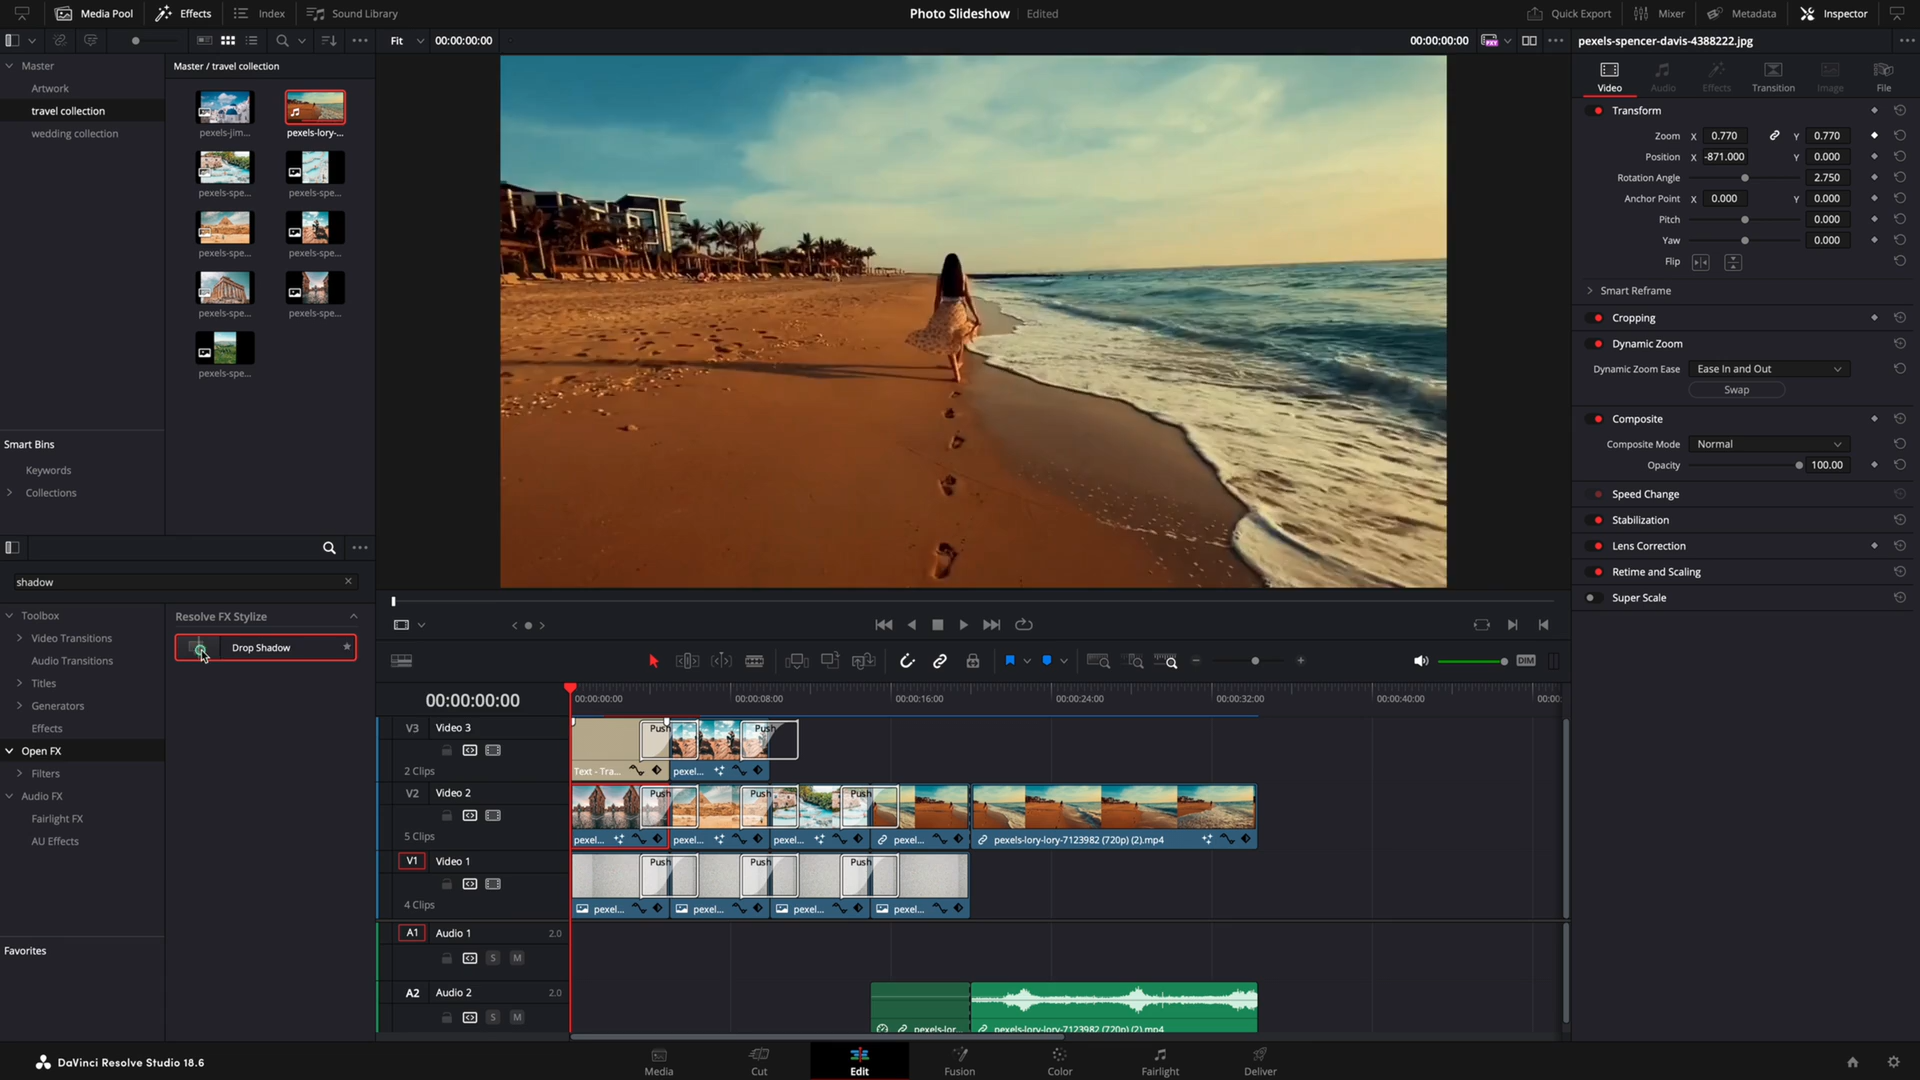 Media Pool Effects Index Sound Library Photo Slideshow Edited Quick Export Mixer Metadata Inspector
Fit 00:00:00:00 00:00:00:00 PXY pexels-spencer-davis-4388222.jpg
Master
Artwork
travel collection
wedding collection
Master / travel collection
pexels-jim...
pexels-lory-...
pexels-spe...
pexels-spe...
pexels-spe...
pexels-spe...
pexels-spe...
pexels-spe...
pexels-spe...
Smart Bins
Keywords
Collections
shadow
Toolbox
Video Transitions
Audio Transitions
Titles
Generators
Effects
Open FX
Filters
Audio FX
Fairlight FX
AU Effects
Favorites
Resolve FX Stylize
Drop Shadow
Video Audio Effects Transition Image File
Transform
Zoom X 0.770 Y 0.770
Position X -871.000 Y 0.000
Rotation Angle 2.750
Anchor Point X 0.000 Y 0.000
Pitch 0.000
Yaw 0.000
Flip
Smart Reframe
Cropping
Dynamic Zoom
Dynamic Zoom Ease Ease In and Out
Swap
Composite
Composite Mode Normal
Opacity 100.00
Speed Change
Stabilization
Lens Correction
Retime and Scaling
Super Scale
DIM
00:00:00:00 00:00:00:00 00:00:08:00 00:00:16:00 00:00:24:00 00:00:32:00 00:00:40:00 00:00:
V3 Video 3 Push Push
2 Clips Text - Tra... pexel...
V2 Video 2 Push Push Push
5 Clips pexel... pexel... pexel... pexel... pexels-lory-lory-7123982 (720p) (2).mp4
V1 Video 1 Push Push Push
4 Clips pexel... pexel... pexel... pexel...
A1 Audio 1 2.0
S M
A2 Audio 2 2.0
S M
pexels-lor... pexels-lory-lory-7123982 (720p) (2).mp4
DaVinci Resolve Studio 18.6 Media Cut Edit Fusion Color Fairlight Deliver